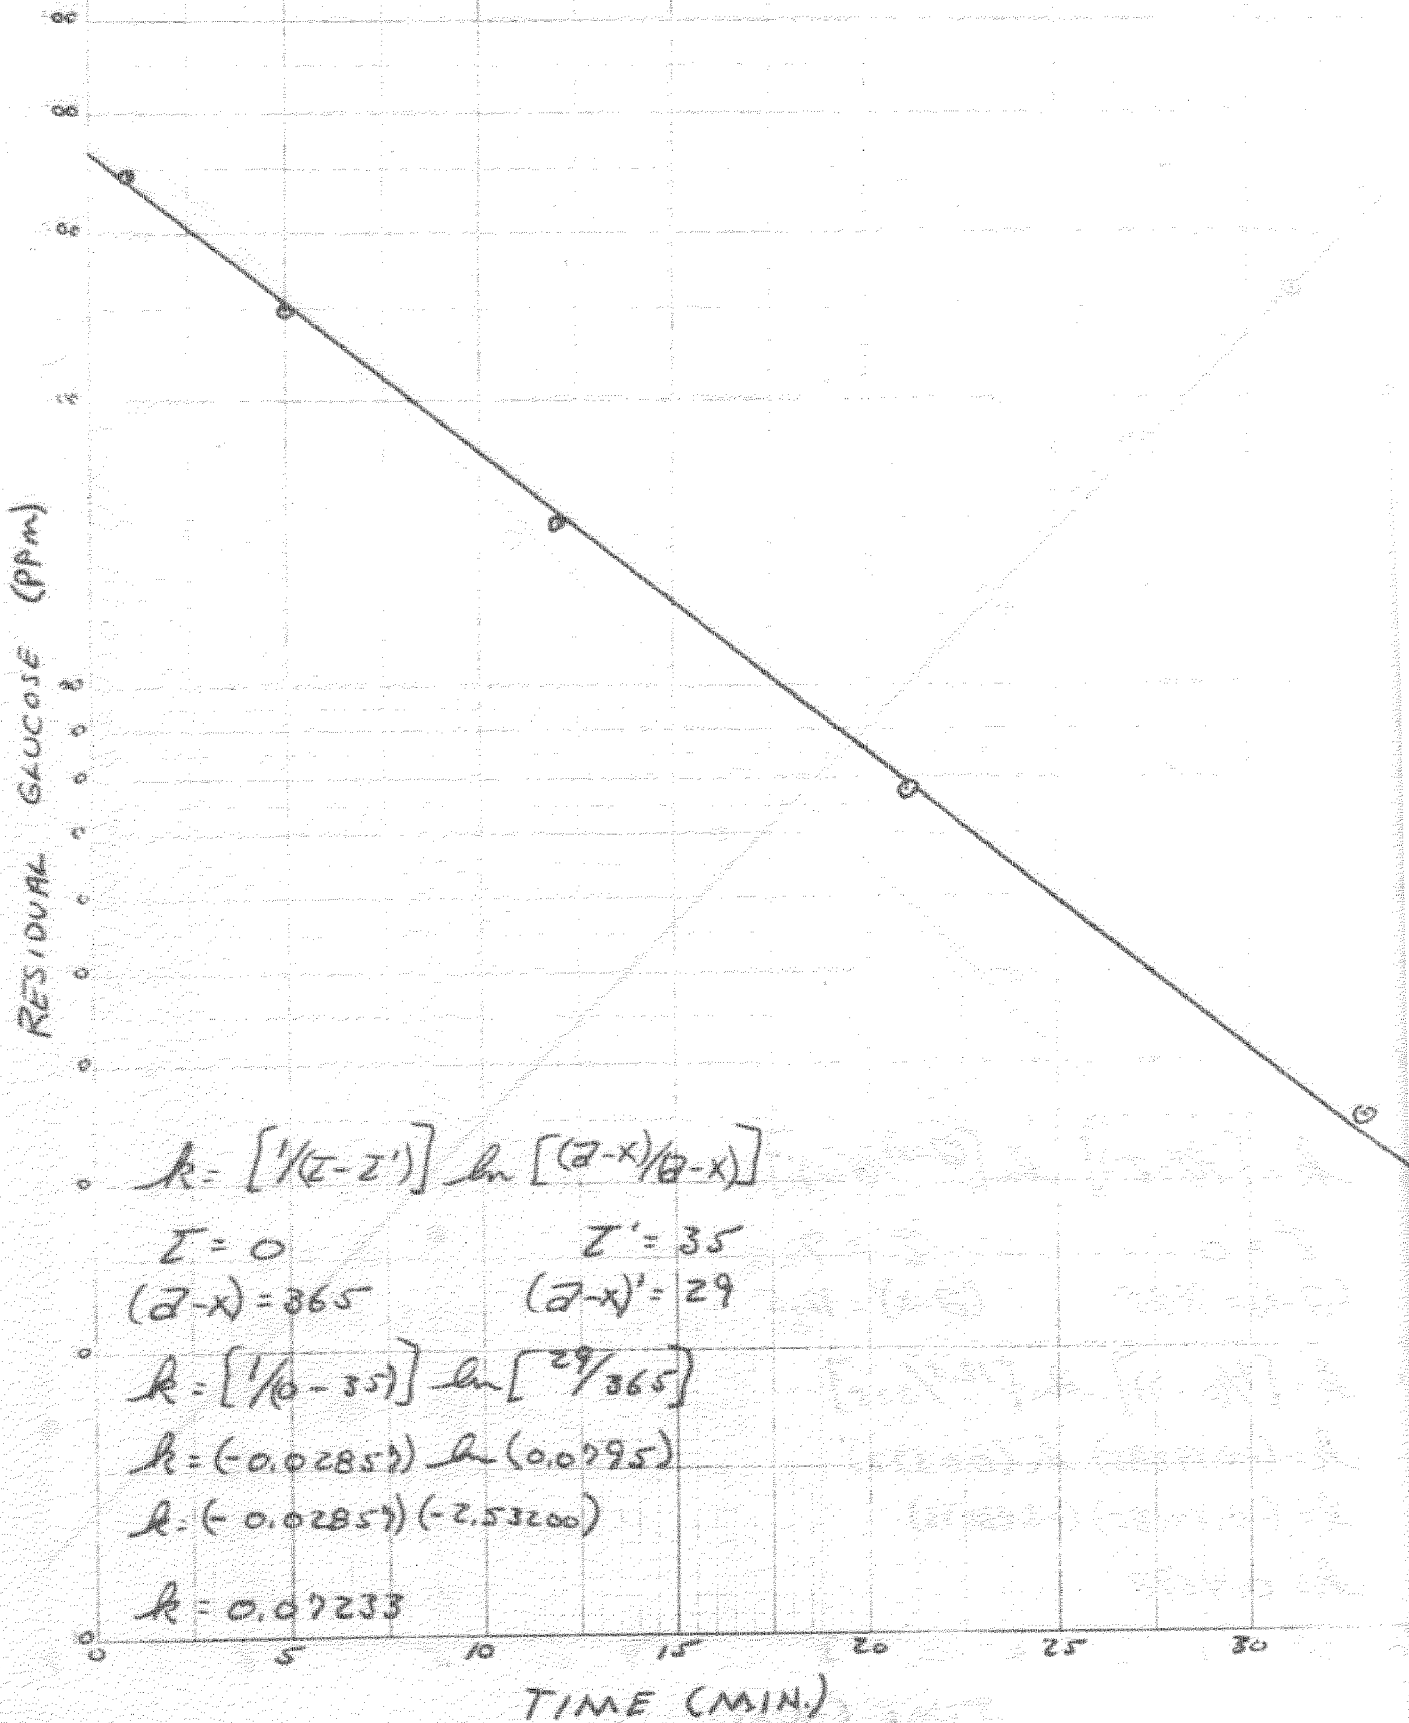 RESIDUAL GLUCOSE (PPM)
k = [1/(τ-τ')] ln [(a-x)/(a-x)]
τ = 0 τ' = 35
(a-x) = 365 (a-x)' = 29
k = [1/(0-35)] ln [29/365]
k = (-0.02857) ln (0.0795)
k = (-0.02857) (-2.53200)
k = 0.07233
0 5 10 15 20 25 30
TIME (MIN.)